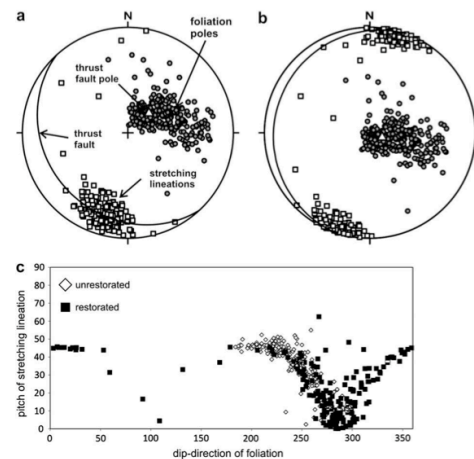 a
N
foliation
poles
thrust
fault pole
thrust
fault
stretching
lineations
b
N
c
pitch of stretching lineation
90
80
70
60
50
40
30
20
10
0
unrestorated
restorated
0 50 100 150 200 250 300 350
dip-direction of foliation